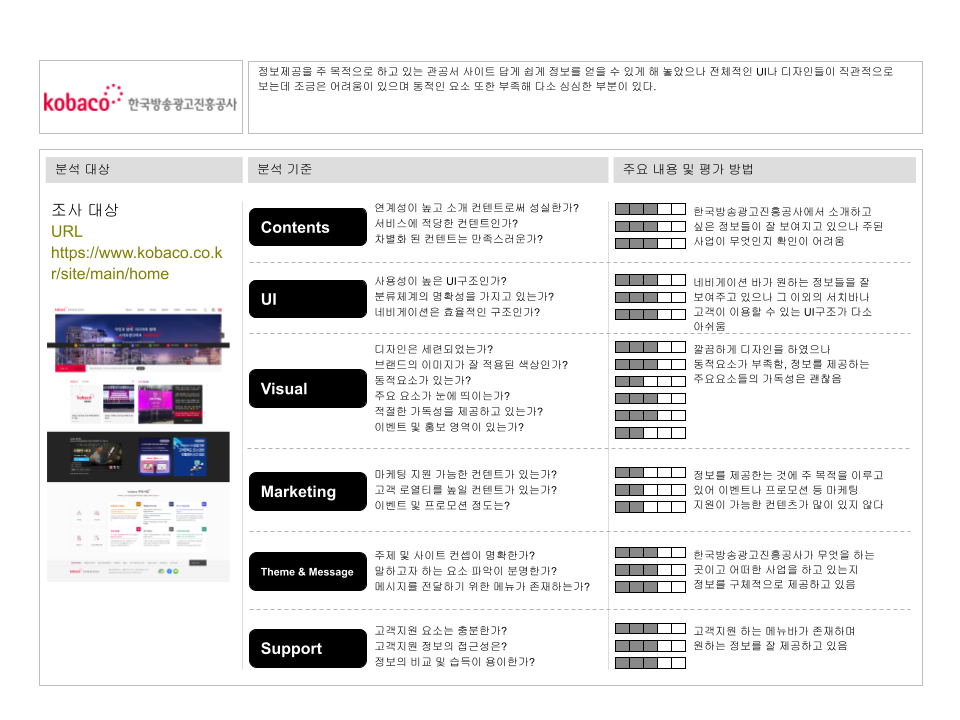 kobaco 한국방송광고진흥공사
정보제공을 주 목적으로 하고 있는 관공서 사이트 답게 쉽게 정보를 얻을 수 있게 해 놓았으나 전체적인 UI나 디자인들이 직관적으로
보는데 조금은 어려움이 있으며 동적인 요소 또한 부족해 다소 심심한 부분이 있다.
분석 대상
분석 기준
주요 내용 및 평가 방법
조사 대상
URL
https://www.kobaco.co.k
r/site/main/home
Contents
연계성이 높고 소개 컨텐트로써 성실한가?
서비스에 적당한 컨텐트인가?
차별화 된 컨텐트는 만족스러운가?
한국방송광고진흥공사에서 소개하고
싶은 정보들이 잘 보여지고 있으나 주된
사업이 무엇인지 확인이 어려움
UI
사용성이 높은 UI구조인가?
분류체계의 명확성을 가지고 있는가?
네비게이션은 효율적인 구조인가?
네비게이션 바가 원하는 정보들을 잘
보여주고 있으나 그 이외의 서치바나
고객이 이용할 수 있는 UI구조가 다소
아쉬움
Visual
디자인은 세련되었는가?
브랜드의 이미지가 잘 적용된 색상인가?
동적요소가 있는가?
주요 요소가 눈에 띄이는가?
적절한 가독성을 제공하고 있는가?
이벤트 및 홍보 영역이 있는가?
깔끔하게 디자인을 하였으나
동적요소가 부족함, 정보를 제공하는
주요요소들의 가독성은 괜찮음
Marketing
마케팅 지원 가능한 컨텐트가 있는가?
고객 로열티를 높일 컨텐트가 있는가?
이벤트 및 프로모션 정도는?
정보를 제공한는 것에 주 목적을 이루고
있어 이벤트나 프로모션 등 마케팅
지원이 가능한 컨텐츠가 많이 있지 않다
Theme & Message
주제 및 사이트 컨셉이 명확한가?
말하고자 하는 요소 파악이 분명한가?
메시지를 전달하기 위한 메뉴가 존재하는가?
한국방송광고진흥공사가 무엇을 하는
곳이고 어떠한 사업을 하고 있는지
정보를 구체적으로 제공하고 있음
Support
고객지원 요소는 충분한가?
고객지원 정보의 접근성은?
정보의 비교 및 습득이 용이한가?
고객지원 하는 메뉴바가 존재하며
원하는 정보를 잘 제공하고 있음